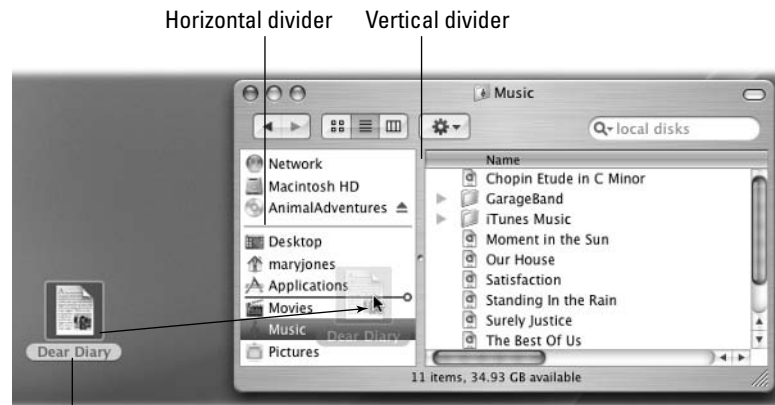 Horizontal divider
Vertical divider
Music
local disks
Network
Macintosh HD
AnimalAdventures
Desktop
maryjones
Applications
Movies
Music
Pictures
Dear Diary
Dear Diary
Name
Chopin Etude in C Minor
GarageBand
iTunes Music
Moment in the Sun
Our House
Satisfaction
Standing In the Rain
Surely Justice
The Best Of Us
11 items, 34.93 GB available